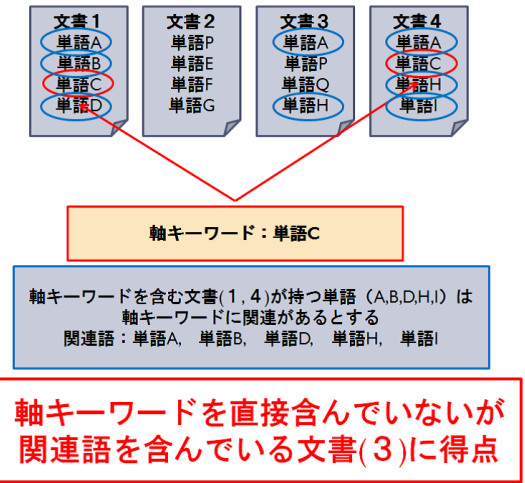 文書1
単語A
単語B
単語C
単語D
文書2
単語P
単語E
単語F
単語G
文書3
単語A
単語P
単語Q
単語H
文書4
単語A
単語C
単語H
単語I
軸キーワード：単語C
軸キーワードを含む文書(1,4)が持つ単語（A,B,D,H,I）は
軸キーワードに関連があるとする
関連語：単語A,　単語B,　単語D,　単語H,　単語I
軸キーワードを直接含んでいないが
関連語を含んでいる文書(３)に得点